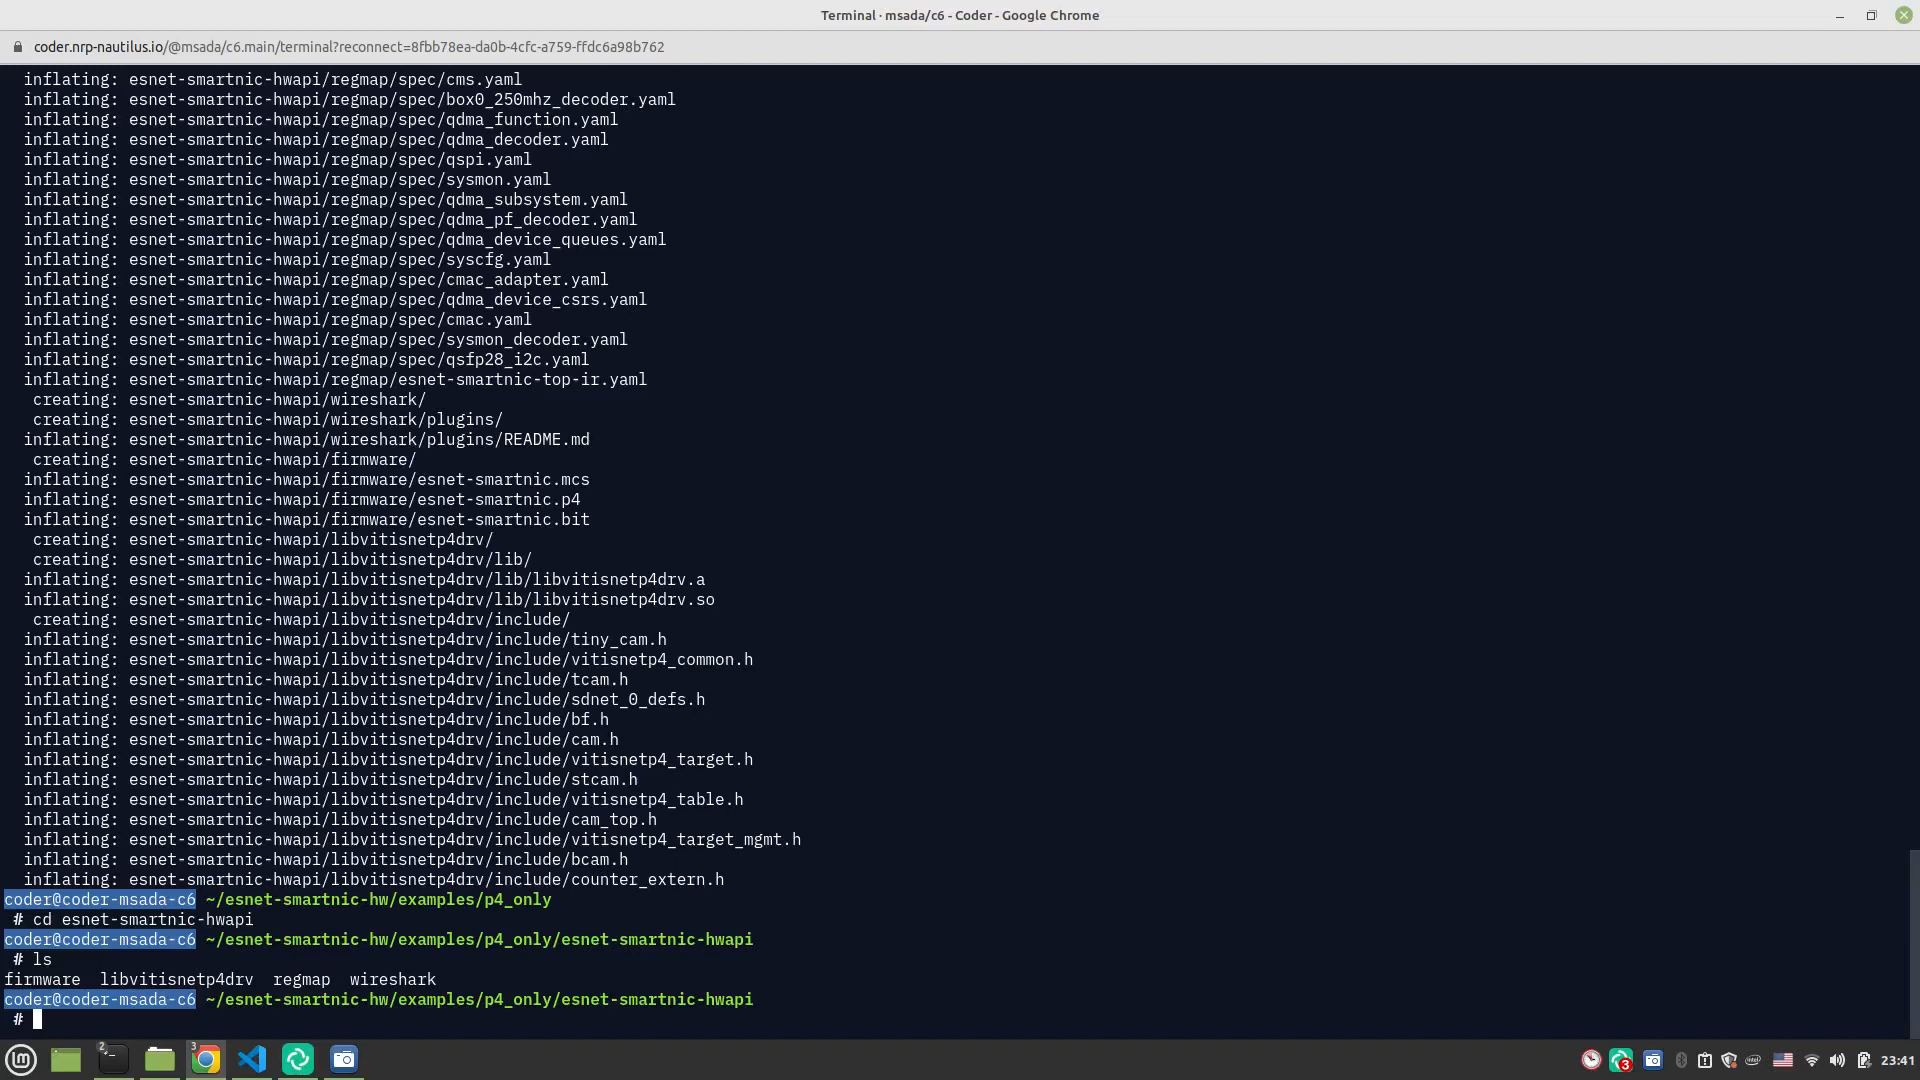 Terminal · msada/c6 - Coder - Google Chrome
coder.nrp-nautilus.io/@msada/c6.main/terminal?reconnect=8fbb78ea-da0b-4cfc-a759-ffdc6a98b762
inflating: esnet-smartnic-hwapi/regmap/spec/cms.yaml
inflating: esnet-smartnic-hwapi/regmap/spec/box0_250mhz_decoder.yaml
inflating: esnet-smartnic-hwapi/regmap/spec/qdma_function.yaml
inflating: esnet-smartnic-hwapi/regmap/spec/qdma_decoder.yaml
inflating: esnet-smartnic-hwapi/regmap/spec/qspi.yaml
inflating: esnet-smartnic-hwapi/regmap/spec/sysmon.yaml
inflating: esnet-smartnic-hwapi/regmap/spec/qdma_subsystem.yaml
inflating: esnet-smartnic-hwapi/regmap/spec/qdma_pf_decoder.yaml
inflating: esnet-smartnic-hwapi/regmap/spec/qdma_device_queues.yaml
inflating: esnet-smartnic-hwapi/regmap/spec/syscfg.yaml
inflating: esnet-smartnic-hwapi/regmap/spec/cmac_adapter.yaml
inflating: esnet-smartnic-hwapi/regmap/spec/qdma_device_csrs.yaml
inflating: esnet-smartnic-hwapi/regmap/spec/cmac.yaml
inflating: esnet-smartnic-hwapi/regmap/spec/sysmon_decoder.yaml
inflating: esnet-smartnic-hwapi/regmap/spec/qsfp28_i2c.yaml
inflating: esnet-smartnic-hwapi/regmap/esnet-smartnic-top-ir.yaml
creating: esnet-smartnic-hwapi/wireshark/
creating: esnet-smartnic-hwapi/wireshark/plugins/
inflating: esnet-smartnic-hwapi/wireshark/plugins/README.md
creating: esnet-smartnic-hwapi/firmware/
inflating: esnet-smartnic-hwapi/firmware/esnet-smartnic.mcs
inflating: esnet-smartnic-hwapi/firmware/esnet-smartnic.p4
inflating: esnet-smartnic-hwapi/firmware/esnet-smartnic.bit
creating: esnet-smartnic-hwapi/libvitisnetp4drv/
creating: esnet-smartnic-hwapi/libvitisnetp4drv/lib/
inflating: esnet-smartnic-hwapi/libvitisnetp4drv/lib/libvitisnetp4drv.a
inflating: esnet-smartnic-hwapi/libvitisnetp4drv/lib/libvitisnetp4drv.so
creating: esnet-smartnic-hwapi/libvitisnetp4drv/include/
inflating: esnet-smartnic-hwapi/libvitisnetp4drv/include/tiny_cam.h
inflating: esnet-smartnic-hwapi/libvitisnetp4drv/include/vitisnetp4_common.h
inflating: esnet-smartnic-hwapi/libvitisnetp4drv/include/tcam.h
inflating: esnet-smartnic-hwapi/libvitisnetp4drv/include/sdnet_0_defs.h
inflating: esnet-smartnic-hwapi/libvitisnetp4drv/include/bf.h
inflating: esnet-smartnic-hwapi/libvitisnetp4drv/include/cam.h
inflating: esnet-smartnic-hwapi/libvitisnetp4drv/include/vitisnetp4_target.h
inflating: esnet-smartnic-hwapi/libvitisnetp4drv/include/stcam.h
inflating: esnet-smartnic-hwapi/libvitisnetp4drv/include/vitisnetp4_table.h
inflating: esnet-smartnic-hwapi/libvitisnetp4drv/include/cam_top.h
inflating: esnet-smartnic-hwapi/libvitisnetp4drv/include/vitisnetp4_target_mgmt.h
inflating: esnet-smartnic-hwapi/libvitisnetp4drv/include/bcam.h
inflating: esnet-smartnic-hwapi/libvitisnetp4drv/include/counter_extern.h
coder@coder-msada-c6 ~/esnet-smartnic-hw/examples/p4_only
# cd esnet-smartnic-hwapi
coder@coder-msada-c6 ~/esnet-smartnic-hw/examples/p4_only/esnet-smartnic-hwapi
# ls
firmware libvitisnetp4drv regmap wireshark
coder@coder-msada-c6 ~/esnet-smartnic-hw/examples/p4_only/esnet-smartnic-hwapi
#
2 3 3 23:41